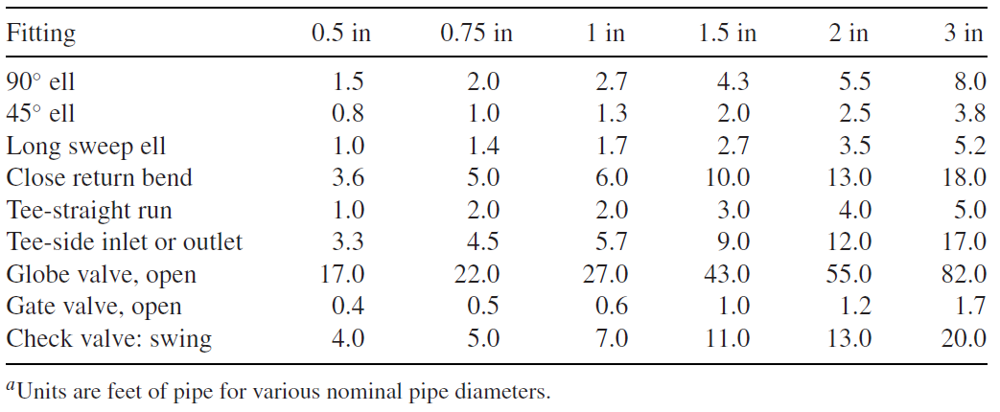 Fitting 0.5 in 0.75 in 1 in 1.5 in 2 in 3 in
90° ell 1.5 2.0 2.7 4.3 5.5 8.0
45° ell 0.8 1.0 1.3 2.0 2.5 3.8
Long sweep ell 1.0 1.4 1.7 2.7 3.5 5.2
Close return bend 3.6 5.0 6.0 10.0 13.0 18.0
Tee-straight run 1.0 2.0 2.0 3.0 4.0 5.0
Tee-side inlet or outlet 3.3 4.5 5.7 9.0 12.0 17.0
Globe valve, open 17.0 22.0 27.0 43.0 55.0 82.0
Gate valve, open 0.4 0.5 0.6 1.0 1.2 1.7
Check valve: swing 4.0 5.0 7.0 11.0 13.0 20.0
aUnits are feet of pipe for various nominal pipe diameters.